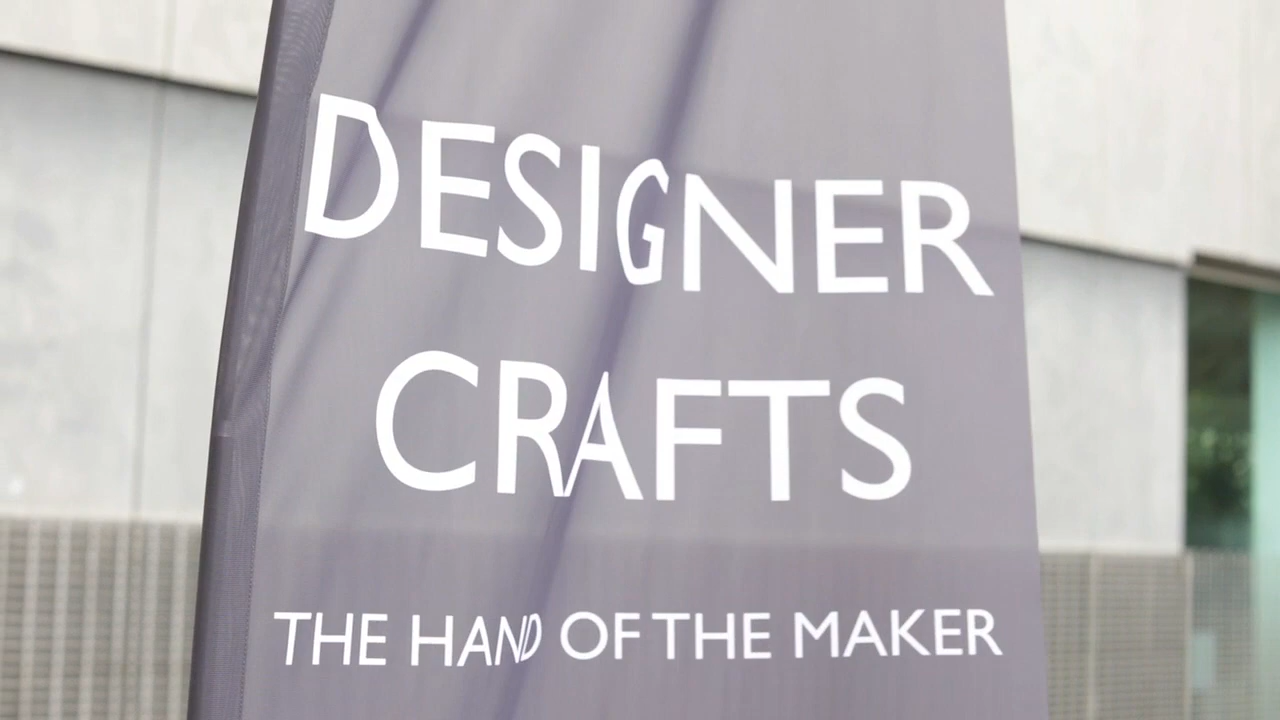 DESIGNER
CRAFTS
THE HAND OF THE MAKER